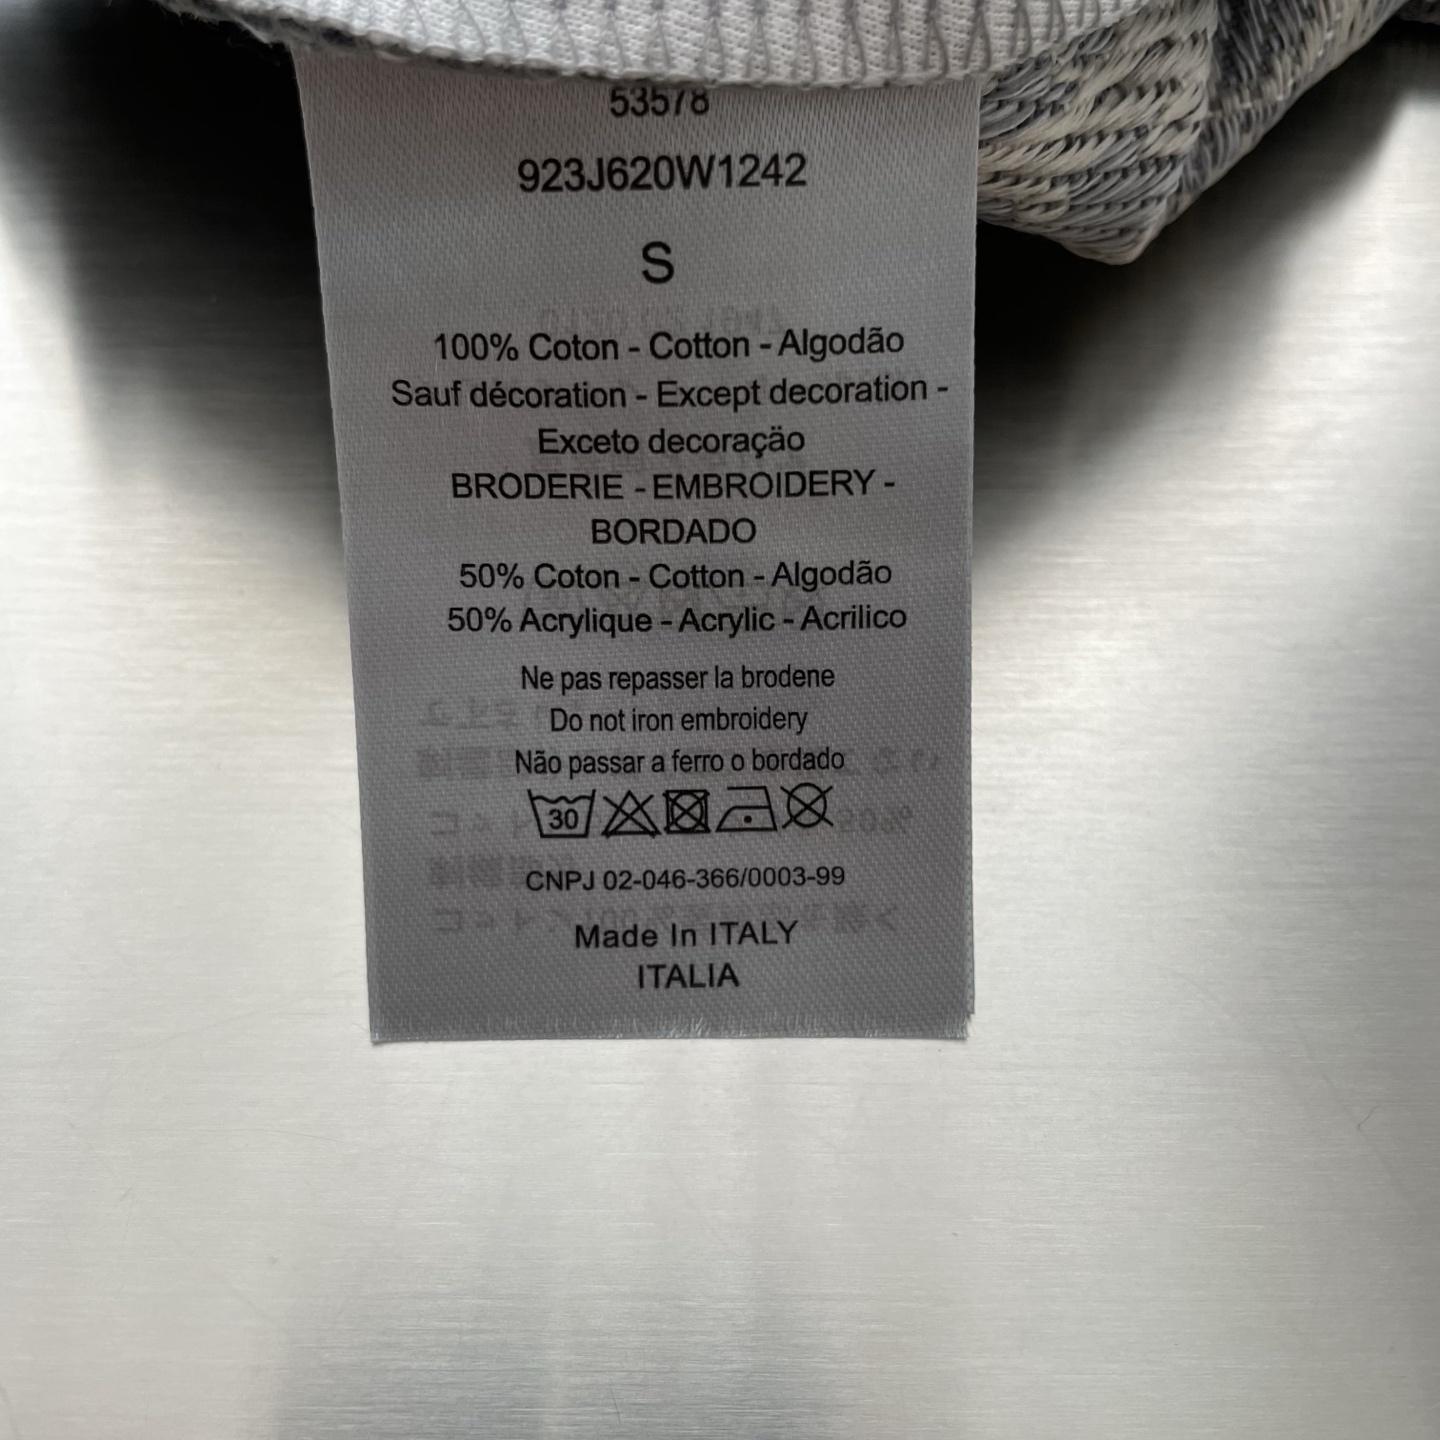 53578
923J620W1242
S
100% Coton - Cotton - Algodão
Sauf décoration - Except decoration -
Exceto decoraçäo
BRODERIE - EMBROIDERY -
BORDADO
50% Coton - Cotton - Algodão
50% Acrylique - Acrylic - Acrilico
Ne pas repasser la brodene
Do not iron embroidery
Não passar a ferro o bordado
30
CNPJ 02-046-366/0003-99
Made In ITALY
ITALIA